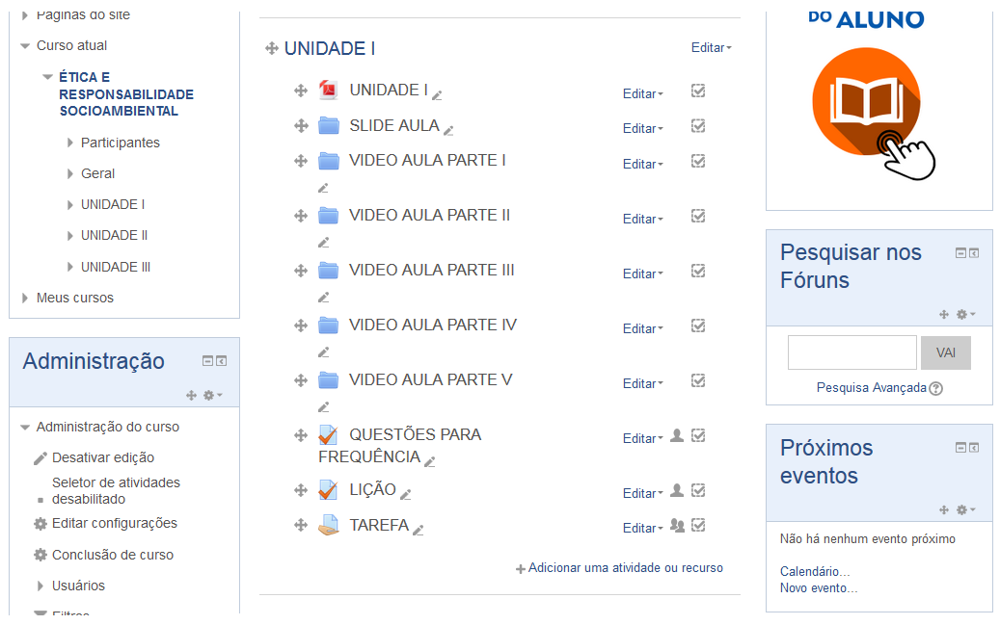 Páginas do site
Curso atual
ÉTICA E
RESPONSABILIDADE
SOCIOAMBIENTAL
Participantes
Geral
UNIDADE I
UNIDADE II
UNIDADE III
Meus cursos
Administração
Administração do curso
Desativar edição
Seletor de atividades
desabilitado
Editar configurações
Conclusão de curso
Usuários
Filtros
UNIDADE I
Editar
UNIDADE I
Editar
SLIDE AULA
Editar
VIDEO AULA PARTE I
Editar
VIDEO AULA PARTE II
Editar
VIDEO AULA PARTE III
Editar
VIDEO AULA PARTE IV
Editar
VIDEO AULA PARTE V
Editar
QUESTÕES PARA
FREQUÊNCIA
Editar
LIÇÃO
Editar
TAREFA
Editar
Adicionar uma atividade ou recurso
DO ALUNO
Pesquisar nos
Fóruns
VAI
Pesquisa Avançada
Próximos
eventos
Não há nenhum evento próximo
Calendário...
Novo evento...